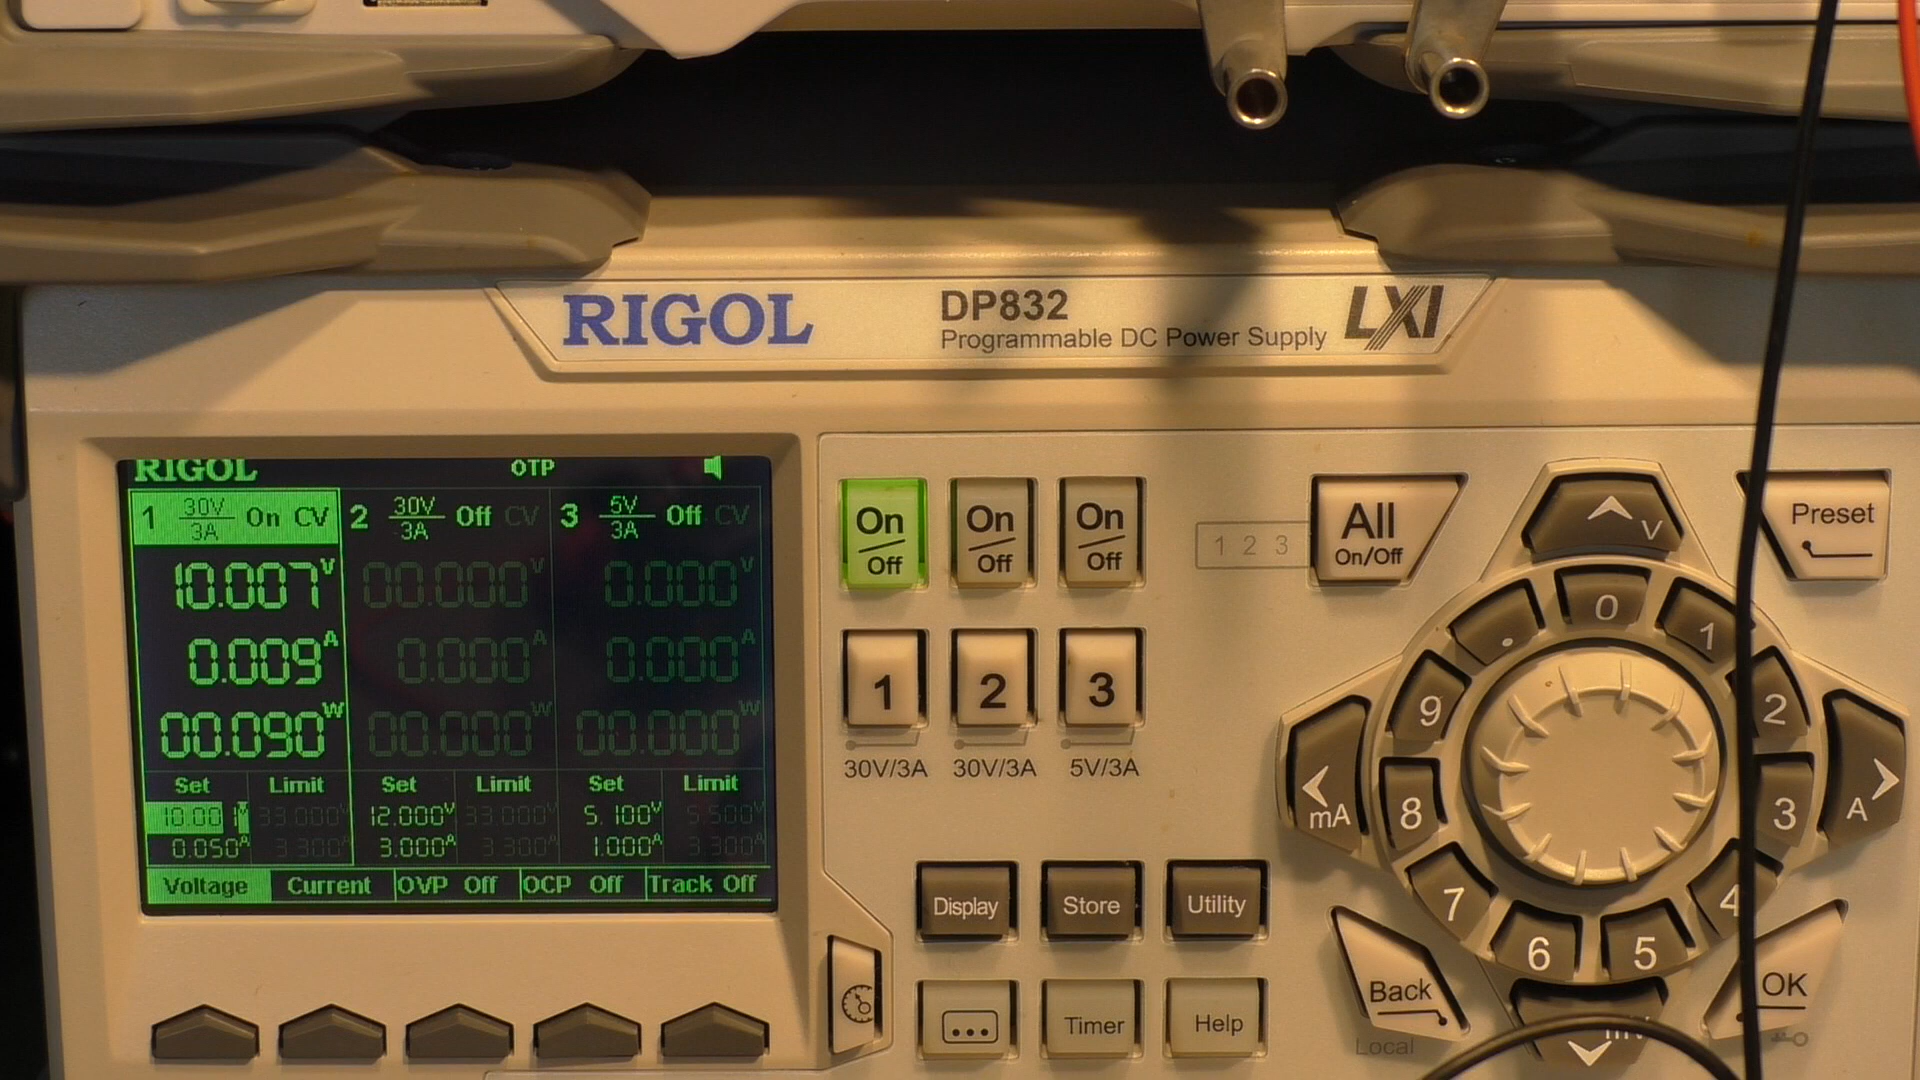 RIGOL
DP832
Programmable DC Power Supply
LXI
RIGOL OTP
1 30V/3A On CV 2 30V/3A Off CV 3 5V/3A Off CV
10.007V 00.000V 0.000V
0.009A 0.000A 0.000A
00.090W 00.000W 00.000W
Set Limit Set Limit Set Limit
10.001V 33.000V 12.000V 33.000V 5.100V 5.500V
0.050A 3.300A 3.000A 3.300A 1.000A 3.300A
Voltage Current OVP Off OCP Off Track Off
On/Off On/Off On/Off
1 2 3
All On/Off
1 2 3
30V/3A 30V/3A 5V/3A
Display Store Utility
... Timer Help
V
Preset
. 0 1
9 2
8 3
7 4
6 5
< mA
A >
Back
OK
Local